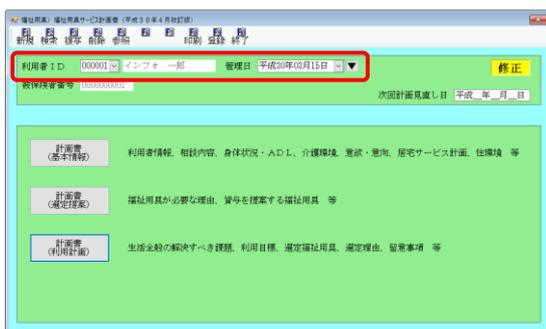 福祉用具）福祉用具サービス計画書（平成30年4月改訂版）
新規 検索 複写 削除 参照 印刷 登録 終了
利用者ID 000001 インフォ 一郎 管理日 平成30年03月15日 ▼ 修正
被保険者番号 0000000001 次回計画見直し日 平成__年__月__日
計画書
(基本情報) 利用者情報、相談内容、身体状況・ADL、介護環境、意欲・意向、居宅サービス計画、住環境 等
計画書
(選定提案) 福祉用具が必要な理由、貸与を提案する福祉用具 等
計画書
(利用計画) 生活全般の解決すべき課題、利用目標、選定福祉用具、選定理由、留意事項 等